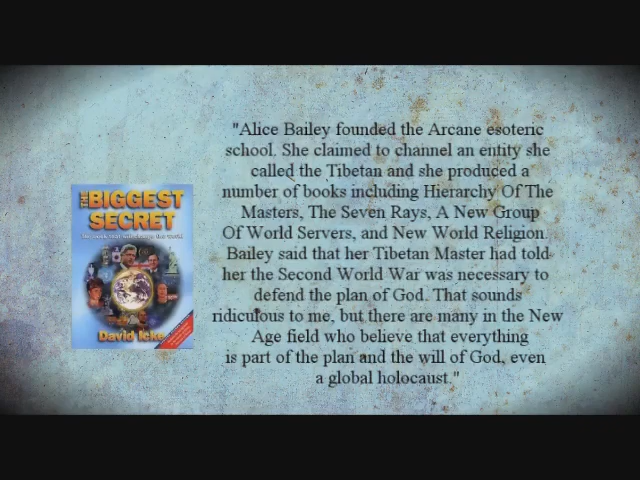 THE
BIGGEST
SECRET
David Icke
"Alice Bailey founded the Arcane esoteric
school. She claimed to channel an entity she
called the Tibetan and she produced a
number of books including Hierarchy Of The
Masters, The Seven Rays, A New Group
Of World Servers, and New World Religion.
Bailey said that her Tibetan Master had told
her the Second World War was necessary to
defend the plan of God. That sounds
ridiculous to me, but there are many in the New
Age field who believe that everything
is part of the plan and the will of God, even
a global holocaust."